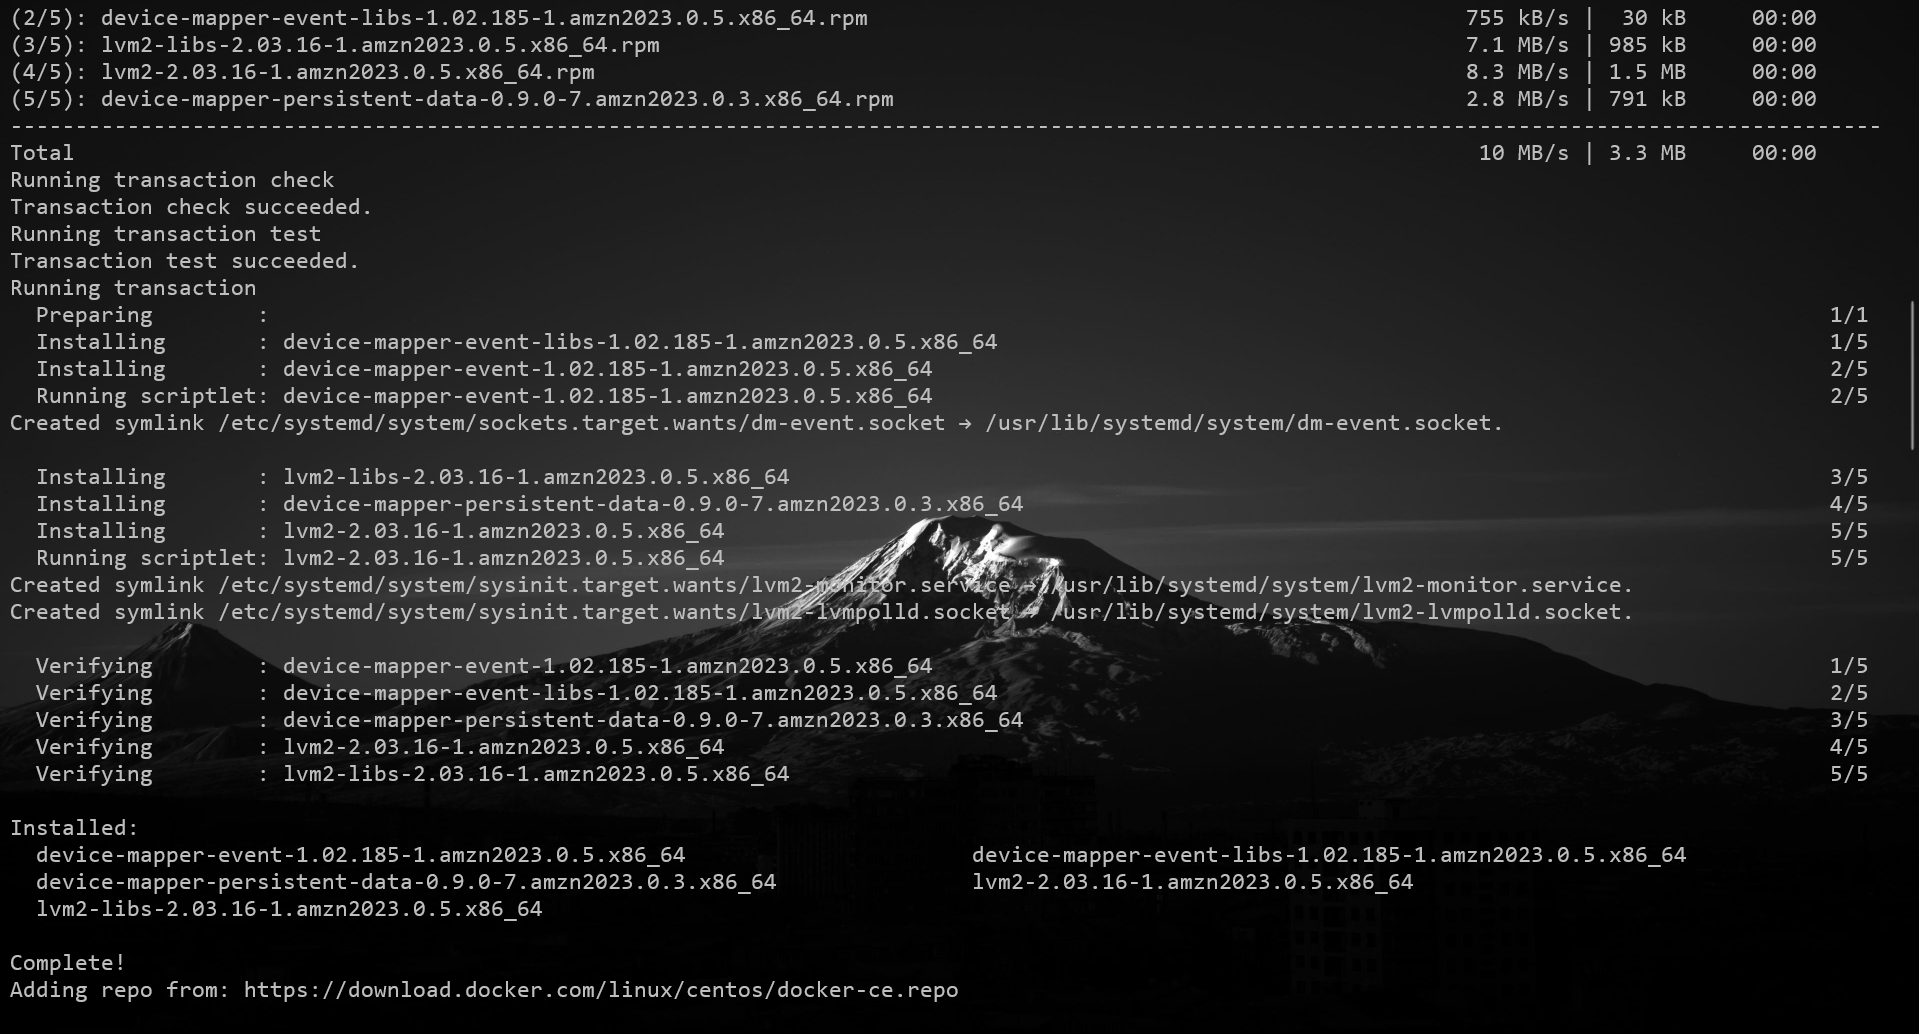 (2/5): device-mapper-event-libs-1.02.185-1.amzn2023.0.5.x86_64.rpm 755 kB/s | 30 kB 00:00
(3/5): lvm2-libs-2.03.16-1.amzn2023.0.5.x86_64.rpm 7.1 MB/s | 985 kB 00:00
(4/5): lvm2-2.03.16-1.amzn2023.0.5.x86_64.rpm 8.3 MB/s | 1.5 MB 00:00
(5/5): device-mapper-persistent-data-0.9.0-7.amzn2023.0.3.x86_64.rpm 2.8 MB/s | 791 kB 00:00
--------------------------------------------------------------------------------------------------------------------------------------------------------
Total 10 MB/s | 3.3 MB 00:00
Running transaction check
Transaction check succeeded.
Running transaction test
Transaction test succeeded.
Running transaction
Preparing : 1/1
Installing : device-mapper-event-libs-1.02.185-1.amzn2023.0.5.x86_64 1/5
Installing : device-mapper-event-1.02.185-1.amzn2023.0.5.x86_64 2/5
Running scriptlet: device-mapper-event-1.02.185-1.amzn2023.0.5.x86_64 2/5
Created symlink /etc/systemd/system/sockets.target.wants/dm-event.socket → /usr/lib/systemd/system/dm-event.socket.
Installing : lvm2-libs-2.03.16-1.amzn2023.0.5.x86_64 3/5
Installing : device-mapper-persistent-data-0.9.0-7.amzn2023.0.3.x86_64 4/5
Installing : lvm2-2.03.16-1.amzn2023.0.5.x86_64 5/5
Running scriptlet: lvm2-2.03.16-1.amzn2023.0.5.x86_64 5/5
Created symlink /etc/systemd/system/sysinit.target.wants/lvm2-monitor.service → /usr/lib/systemd/system/lvm2-monitor.service.
Created symlink /etc/systemd/system/sysinit.target.wants/lvm2-lvmpolld.socket → /usr/lib/systemd/system/lvm2-lvmpolld.socket.
Verifying : device-mapper-event-1.02.185-1.amzn2023.0.5.x86_64 1/5
Verifying : device-mapper-event-libs-1.02.185-1.amzn2023.0.5.x86_64 2/5
Verifying : device-mapper-persistent-data-0.9.0-7.amzn2023.0.3.x86_64 3/5
Verifying : lvm2-2.03.16-1.amzn2023.0.5.x86_64 4/5
Verifying : lvm2-libs-2.03.16-1.amzn2023.0.5.x86_64 5/5
Installed:
device-mapper-event-1.02.185-1.amzn2023.0.5.x86_64 device-mapper-event-libs-1.02.185-1.amzn2023.0.5.x86_64
device-mapper-persistent-data-0.9.0-7.amzn2023.0.3.x86_64 lvm2-2.03.16-1.amzn2023.0.5.x86_64
lvm2-libs-2.03.16-1.amzn2023.0.5.x86_64
Complete!
Adding repo from: https://download.docker.com/linux/centos/docker-ce.repo